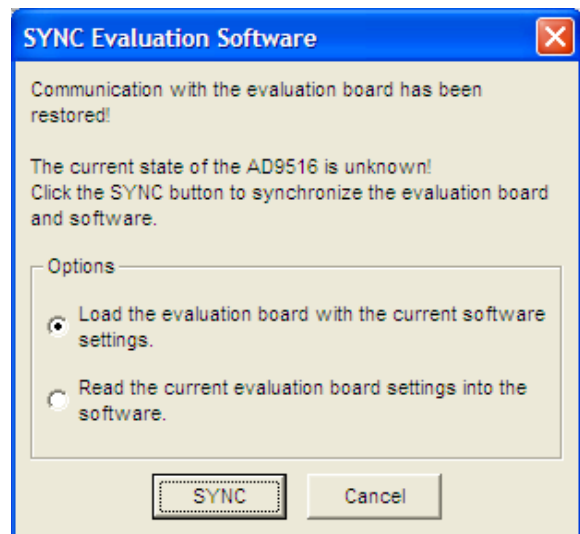 SYNC Evaluation Software
Communication with the evaluation board has been
restored!
The current state of the AD9516 is unknown!
Click the SYNC button to synchronize the evaluation board
and software.
Options
Load the evaluation board with the current software
settings.
Read the current evaluation board settings into the
software.
SYNC
Cancel